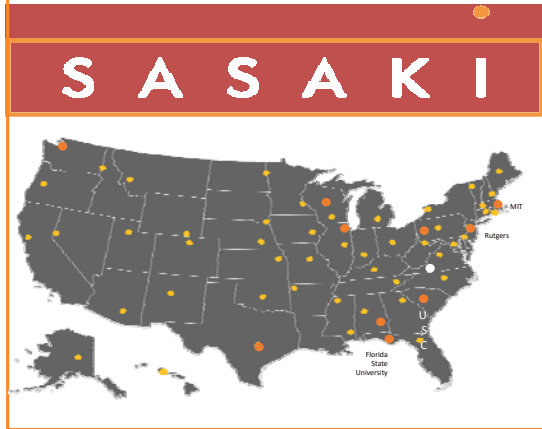 SASAKI
MIT
Rutgers
U
S
C
Florida
State
University